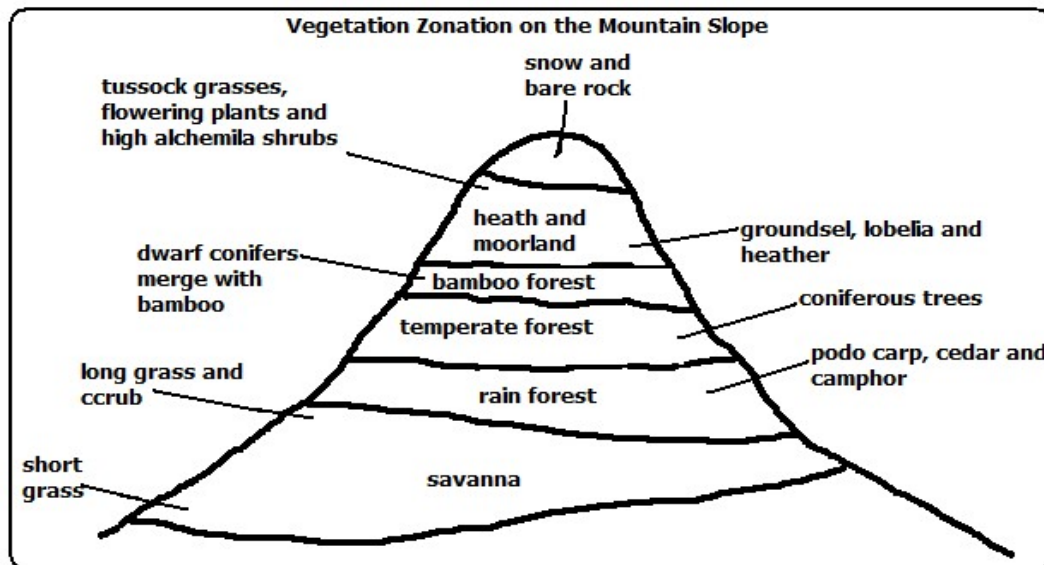 Vegetation Zonation on the Mountain Slope
snow and
bare rock
tussock grasses,
flowering plants and
high alchemila shrubs
heath and
moorland
groundsel, lobelia and
heather
dwarf conifers
merge with
bamboo
bamboo forest
coniferous trees
temperate forest
podo carp, cedar and
camphor
long grass and
ccrub
rain forest
short
grass
savanna